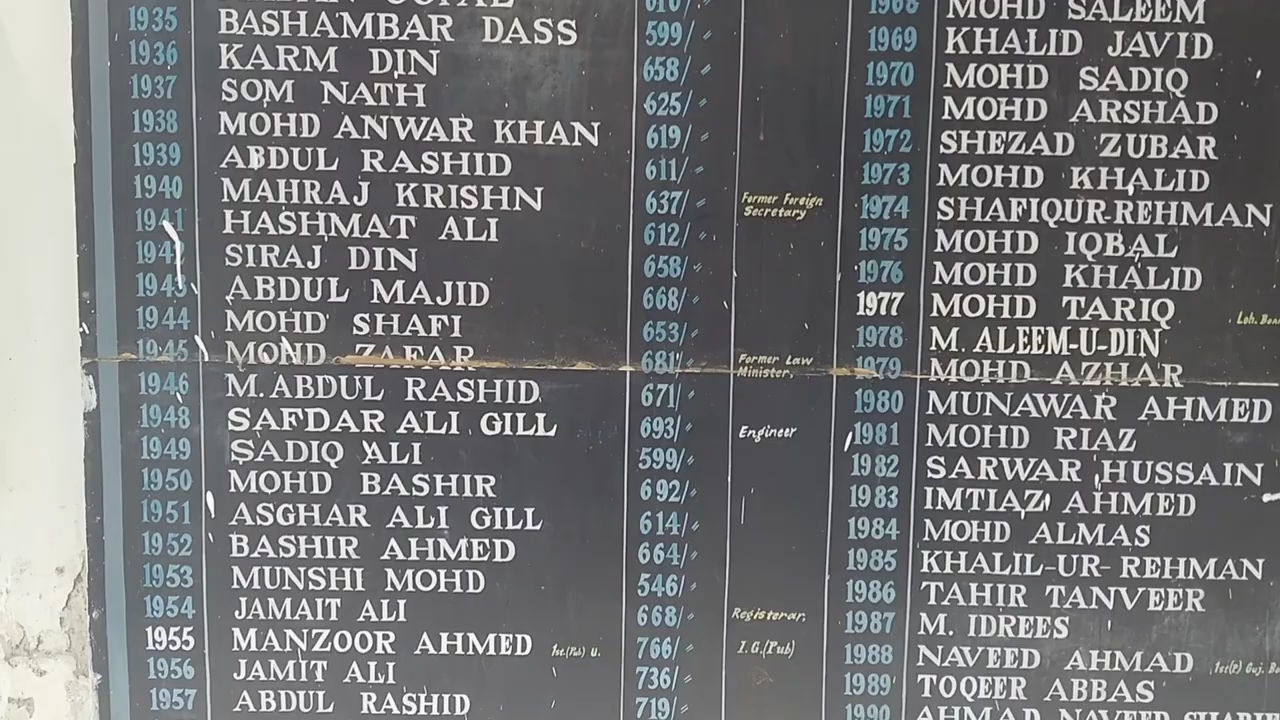 610/
1935 BASHAMBAR DASS 599/ "
1936 KARM DIN 658/ "
1937 SOM NATH 625/ "
1938 MOHD ANWAR KHAN 619/ "
1939 ABDUL RASHID 611/ "
1940 MAHRAJ KRISHN 637/ " Former Foreign Secretary
1941 HASHMAT ALI 612/ "
1942 SIRAJ DIN 658/ "
1943 ABDUL MAJID 668/ "
1944 MOHD SHAFI 653/ "
1945 MOHD ZAFAR 681/ Former Law Minister.
1946 M. ABDUL RASHID 671/ "
1948 SAFDAR ALI GILL 693/ " Engineer
1949 SADIQ ALI 599/ "
1950 MOHD BASHIR 692/ "
1951 ASGHAR ALI GILL 614/ "
1952 BASHIR AHMED 664/ "
1953 MUNSHI MOHD 546/ "
1954 JAMAIT ALI 668/ " Registerar.
1955 MANZOOR AHMED 1st.(Pub) U. 766/ " I.G.(Pub)
1956 JAMIT ALI 736/ "
1957 ABDUL RASHID 719/ "
1968 MOHD SALEEM
1969 KHALID JAVID
1970 MOHD SADIQ
1971 MOHD ARSHAD
1972 SHEZAD ZUBAR
1973 MOHD KHALID
1974 SHAFIQUR-REHMAN
1975 MOHD IQBAL
1976 MOHD KHALID
1977 MOHD TARIQ Lah.
1978 M. ALEEM-U-DIN
1979 MOHD AZHAR
1980 MUNAWAR AHMED
1981 MOHD RIAZ
1982 SARWAR HUSSAIN
1983 IMTIAZ AHMED
1984 MOHD ALMAS
1985 KHALIL-UR-REHMAN
1986 TAHIR TANVEER
1987 M. IDREES
1988 NAVEED AHMAD 1st(P) Guj.
1989 TOQEER ABBAS
1990 AHMAD NAVEED